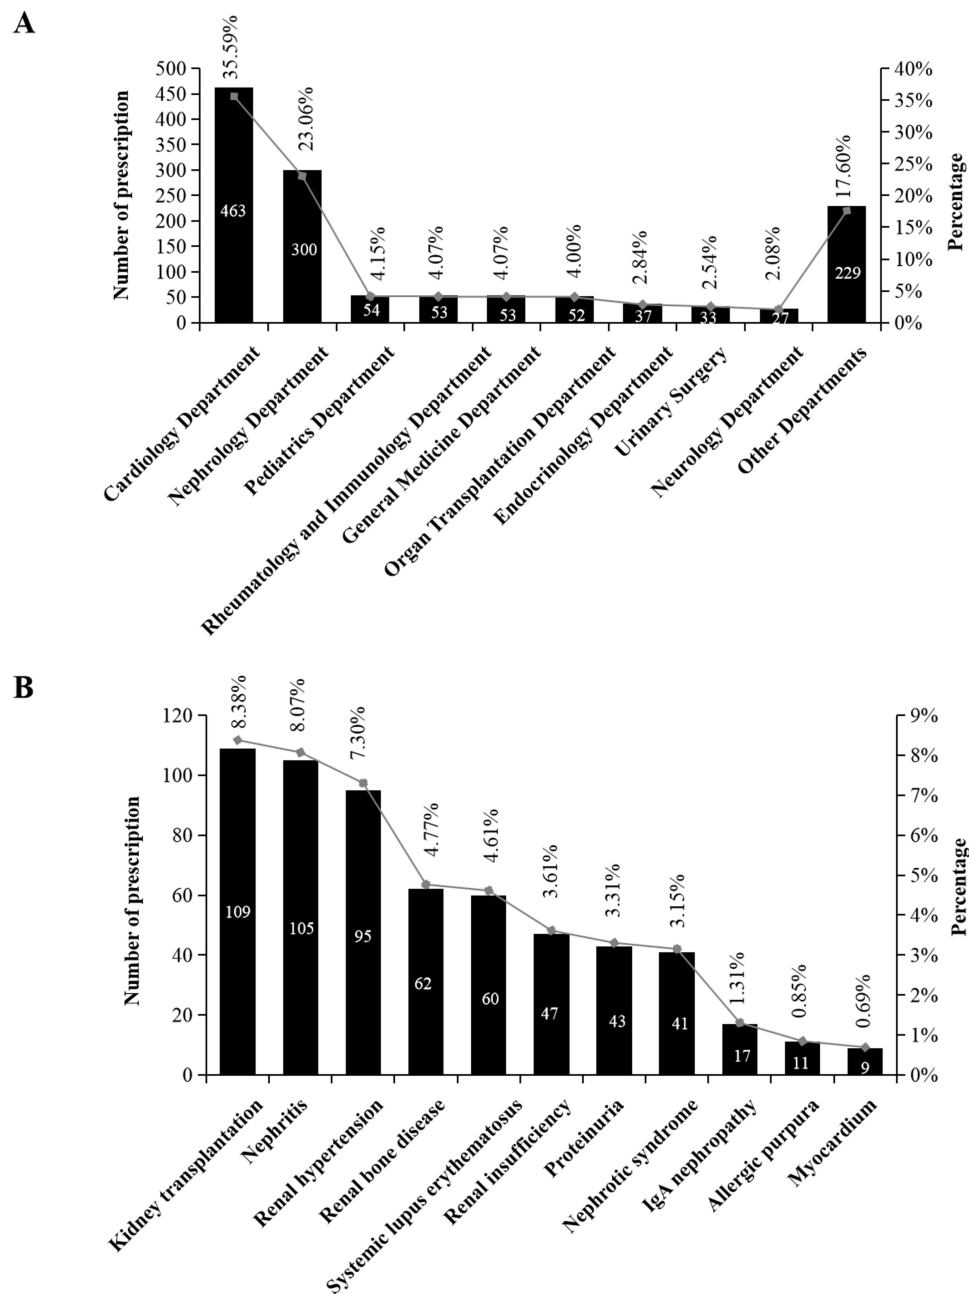 A
35.59%
23.06%
4.15%
4.07%
4.07%
4.00%
2.84%
2.54%
2.08%
17.60%
Number of prescription
500
450
400
350
300
250
200
150
100
50
0
463
300
54
53
53
52
37
33
27
229
40%
35%
30%
25%
20%
15%
10%
5%
0%
Percentage
Cardiology Department
Nephrology Department
Pediatrics Department
Rheumatology and Immunology Department
General Medicine Department
Organ Transplantation Department
Endocrinology Department
Urinary Surgery
Neurology Department
Other Departments
B
8.38%
8.07%
7.30%
4.77%
4.61%
3.61%
3.31%
3.15%
1.31%
0.85%
0.69%
Number of prescription
120
100
80
60
40
20
0
109
105
95
62
60
47
43
41
17
11
9
9%
8%
7%
6%
5%
4%
3%
2%
1%
0%
Percentage
Kidney transplantation
Nephritis
Renal hypertension
Renal bone disease
Systemic lupus erythematosus
Renal insufficiency
Proteinuria
Nephrotic syndrome
IgA nephropathy
Allergic purpura
Myocardium